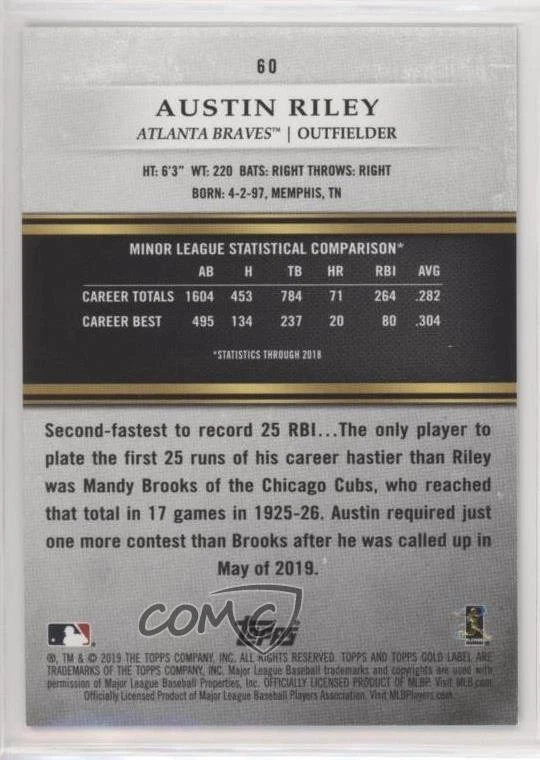 60
AUSTIN RILEY
ATLANTA BRAVES™ | OUTFIELDER
HT: 6'3" WT: 220 BATS: RIGHT THROWS: RIGHT
BORN: 4-2-97, MEMPHIS, TN
MINOR LEAGUE STATISTICAL COMPARISON*
AB H TB HR RBI AVG
CAREER TOTALS 1604 453 784 71 264 .282
CAREER BEST 495 134 237 20 80 .304
*STATISTICS THROUGH 2018
Second-fastest to record 25 RBI...The only player to
plate the first 25 runs of his career hastier than Riley
was Mandy Brooks of the Chicago Cubs, who reached
that total in 17 games in 1925-26. Austin required just
one more contest than Brooks after he was called up in
May of 2019.
COMC
TOPPS
®, TM & © 2019 THE TOPPS COMPANY, INC. ALL RIGHTS RESERVED. TOPPS AND TOPPS GOLD LABEL ARE
TRADEMARKS OF THE TOPPS COMPANY, INC. Major League Baseball trademarks and copyrights are used with
permission of Major League Baseball Properties, Inc. OFFICIALLY LICENSED PRODUCT OF MLBP. Visit MLB.com
Officially Licensed Product of Major League Baseball Players Association. Visit MLBPlayers.com